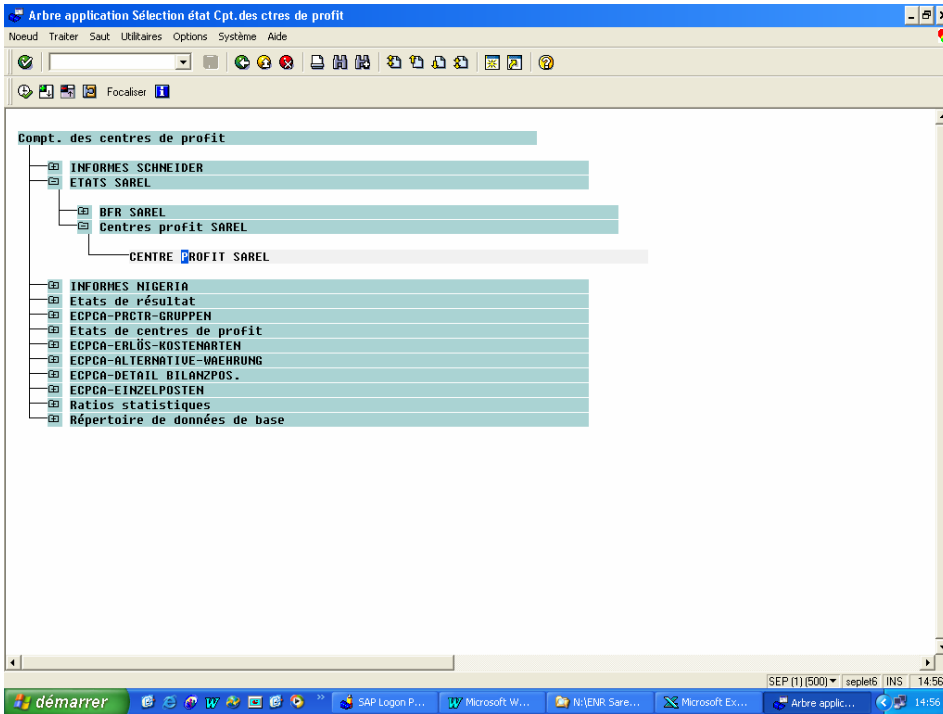 Arbre application Sélection état Cpt.des ctres de profit
Noeud Traiter Saut Utilitaires Options Système Aide
Focaliser
Compt. des centres de profit
INFORMES SCHNEIDER
ETATS SAREL
BFR SAREL
Centres profit SAREL
CENTRE PROFIT SAREL
INFORMES NIGERIA
Etats de résultat
ECPCA-PRCTR-GRUPPEN
Etats de centres de profit
ECPCA-ERLÖS-KOSTENARTEN
ECPCA-ALTERNATIVE-WAEHRUNG
ECPCA-DETAIL BILANZPOS.
ECPCA-EINZELPOSTEN
Ratios statistiques
Répertoire de données de base
SEP (1) (500) seplet6 INS 14:56
démarrer SAP Logon P... Microsoft W... N:\ENR Sare... Microsoft Ex... Arbre applic... 14:56